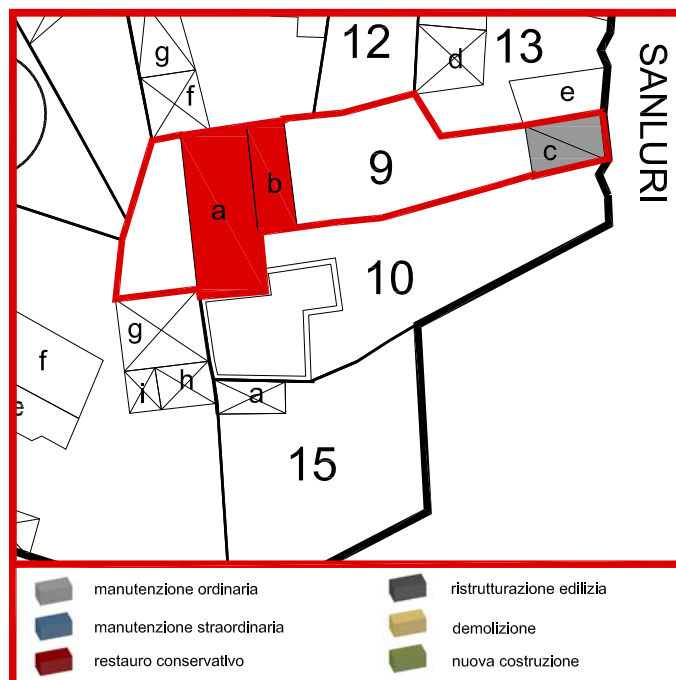 12
13
g
d
f
e
SANLURI
c
9
b
a
10
g
f
h
i
a
e
15
manutenzione ordinaria
ristrutturazione edilizia
manutenzione straordinaria
demolizione
restauro conservativo
nuova costruzione